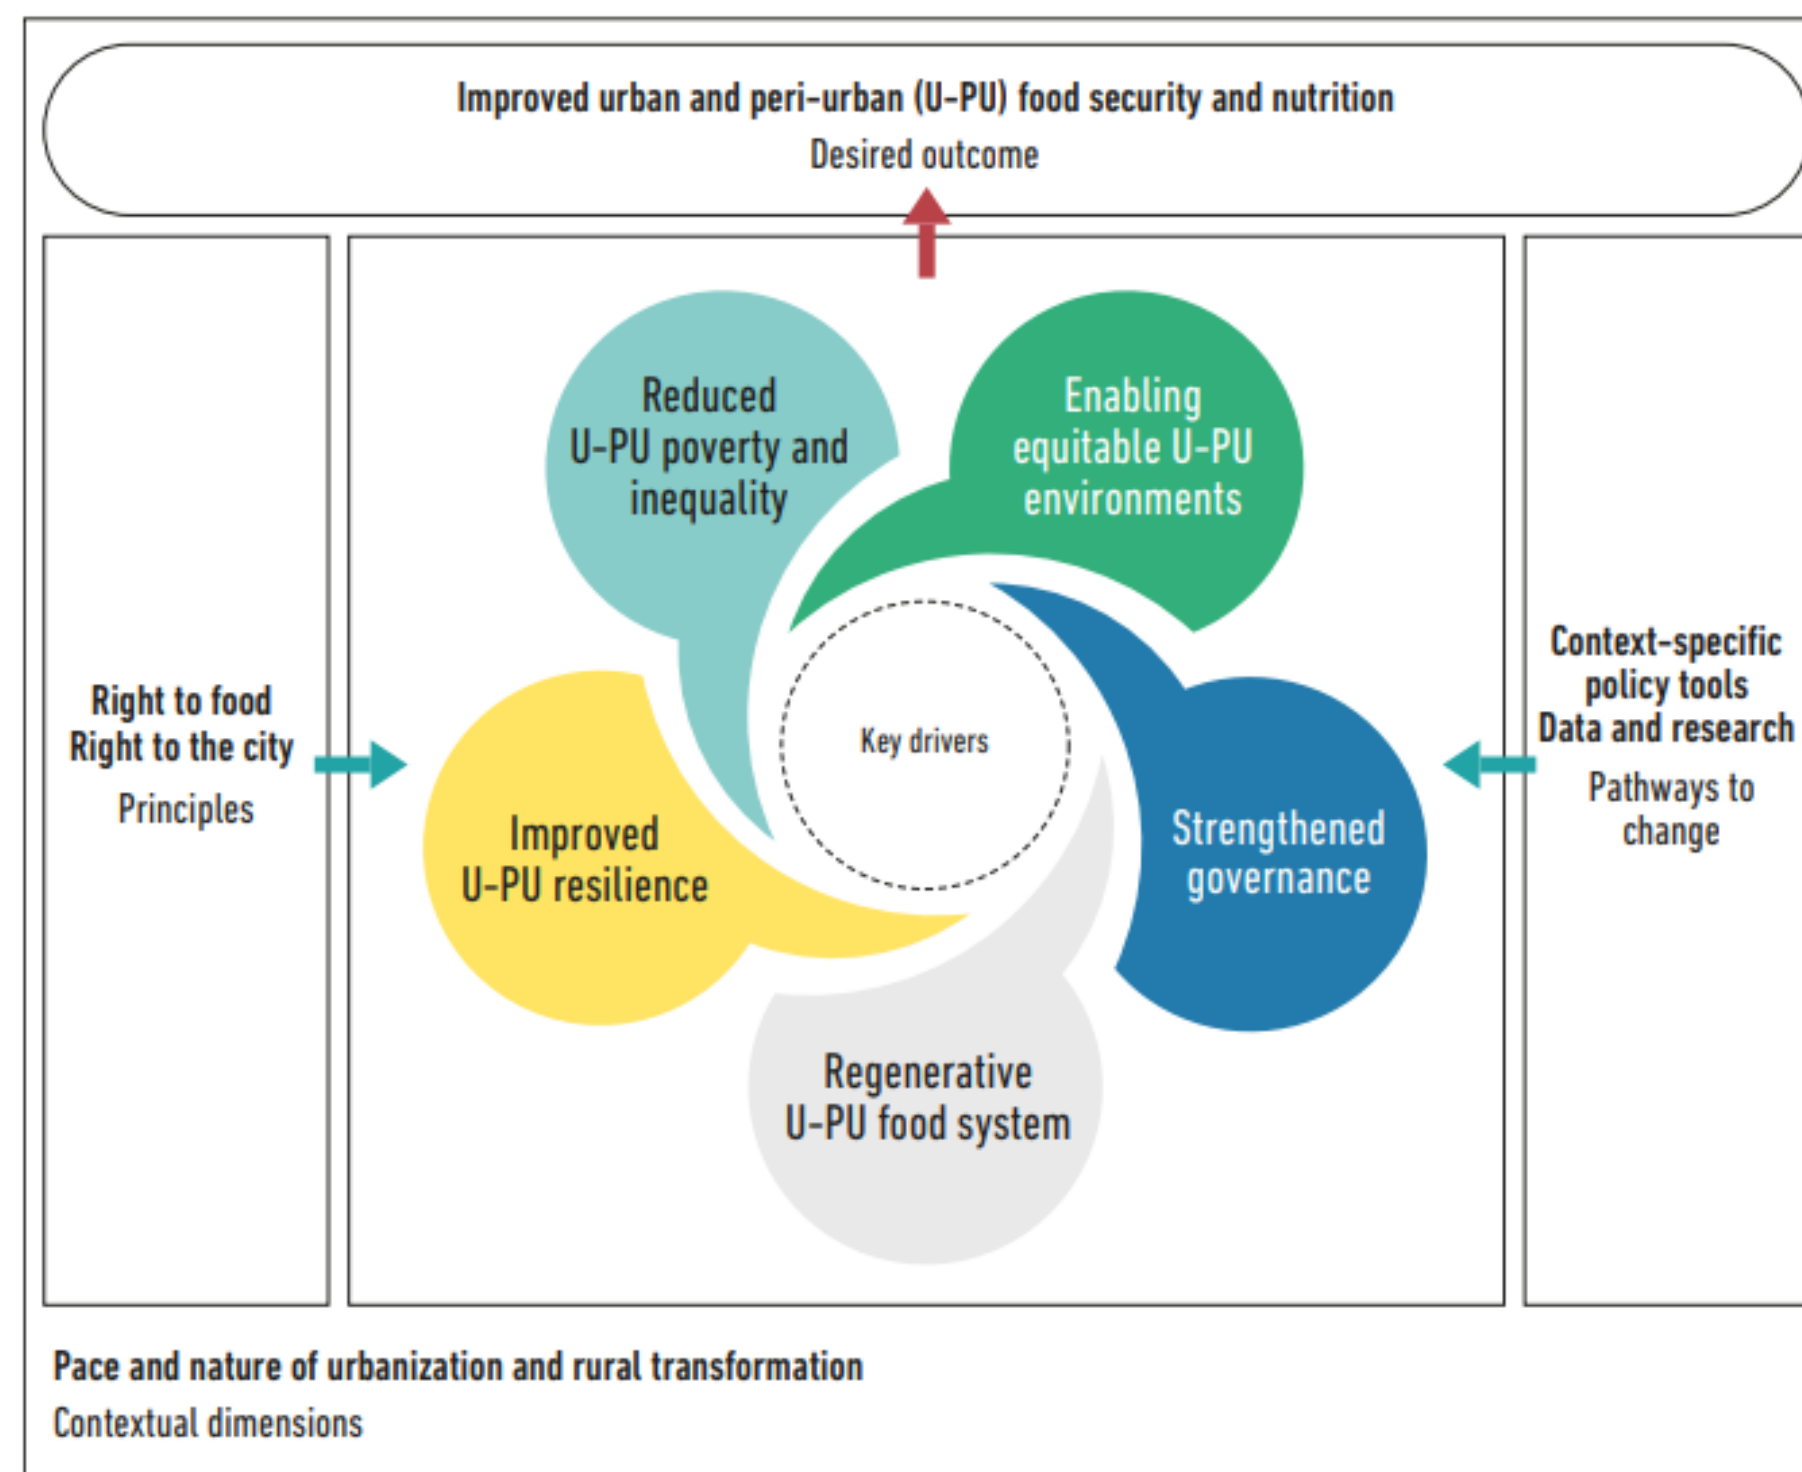 Improved urban and peri-urban (U-PU) food security and nutrition
Desired outcome
Right to food
Right to the city
Principles
Reduced
U-PU poverty and
inequality
Enabling
equitable U-PU
environments
Key drivers
Improved
U-PU resilience
Strengthened
governance
Regenerative
U-PU food system
Context-specific
policy tools
Data and research
Pathways to
change
Pace and nature of urbanization and rural transformation
Contextual dimensions